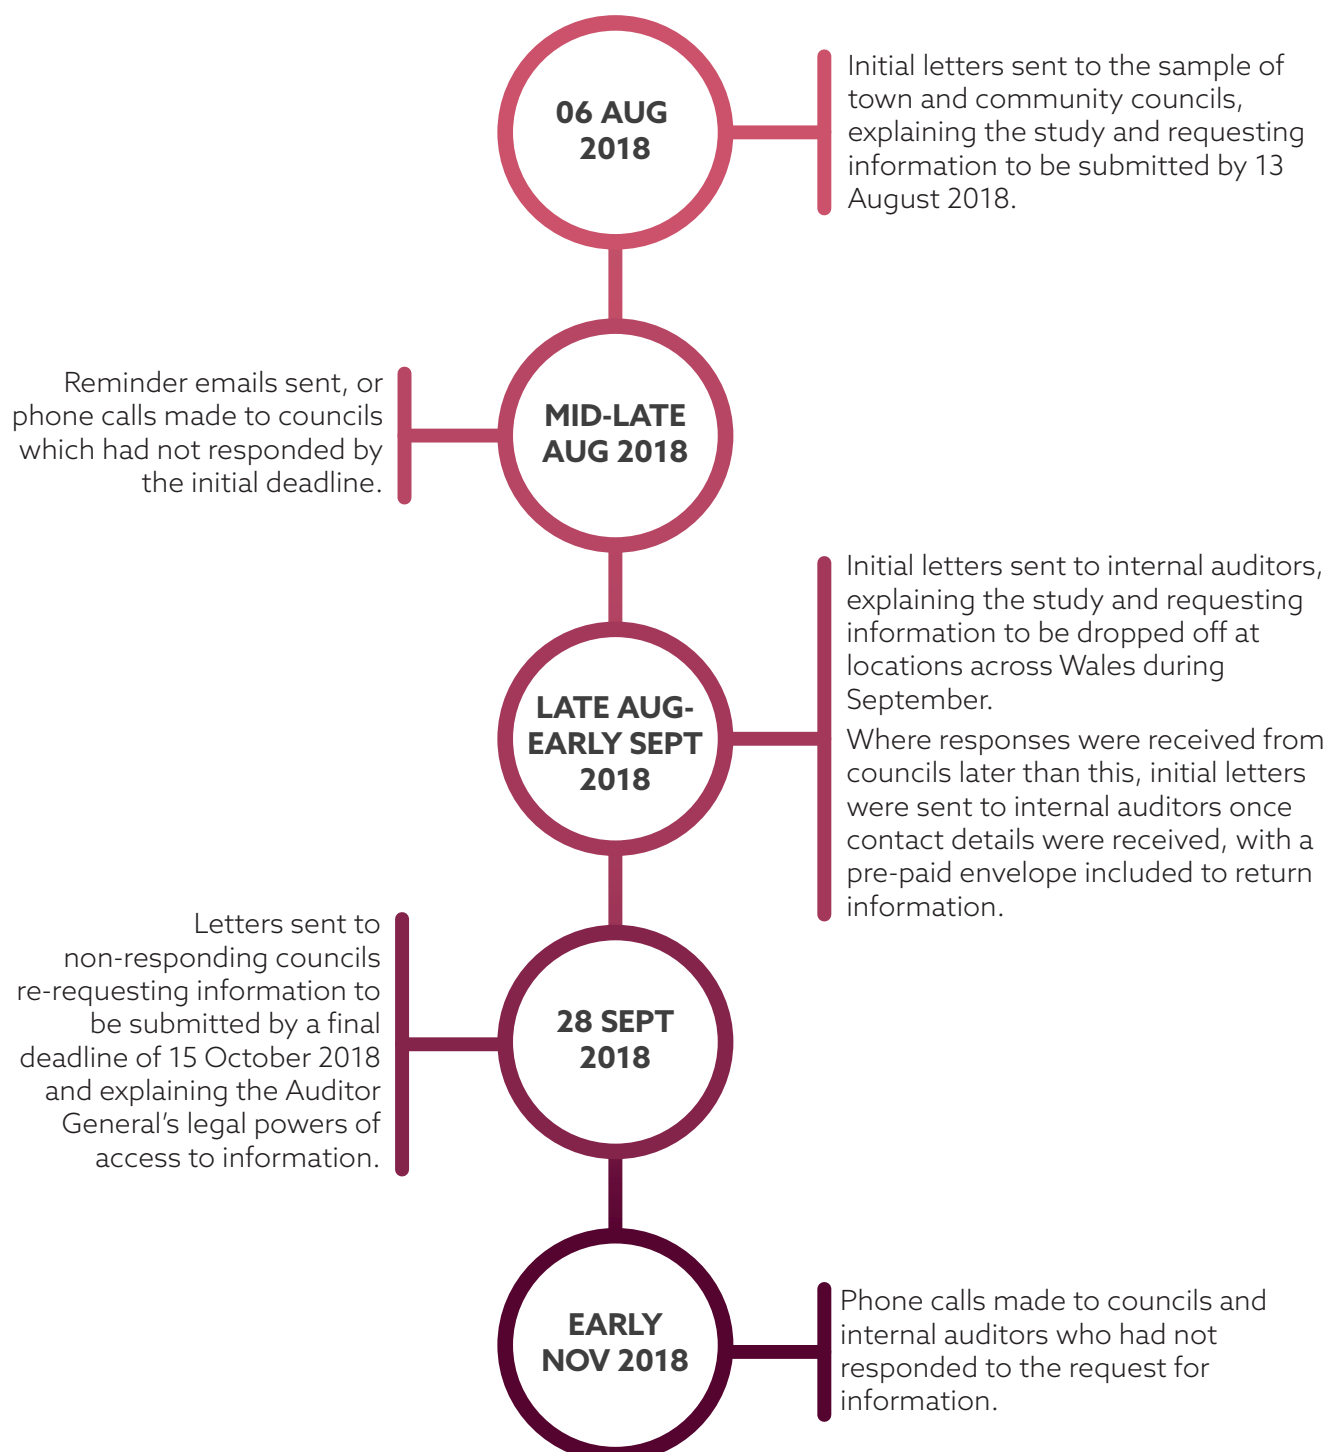 06 AUG
2018
Initial letters sent to the sample of
town and community councils,
explaining the study and requesting
information to be submitted by 13
August 2018.
MID-LATE
AUG 2018
Reminder emails sent, or
phone calls made to councils
which had not responded by
the initial deadline.
LATE AUG-
EARLY SEPT
2018
Initial letters sent to internal auditors,
explaining the study and requesting
information to be dropped off at
locations across Wales during
September.
Where responses were received from
councils later than this, initial letters
were sent to internal auditors once
contact details were received, with a
pre-paid envelope included to return
information.
28 SEPT
2018
Letters sent to
non-responding councils
re-requesting information to
be submitted by a final
deadline of 15 October 2018
and explaining the Auditor
General’s legal powers of
access to information.
EARLY
NOV 2018
Phone calls made to councils and
internal auditors who had not
responded to the request for
information.